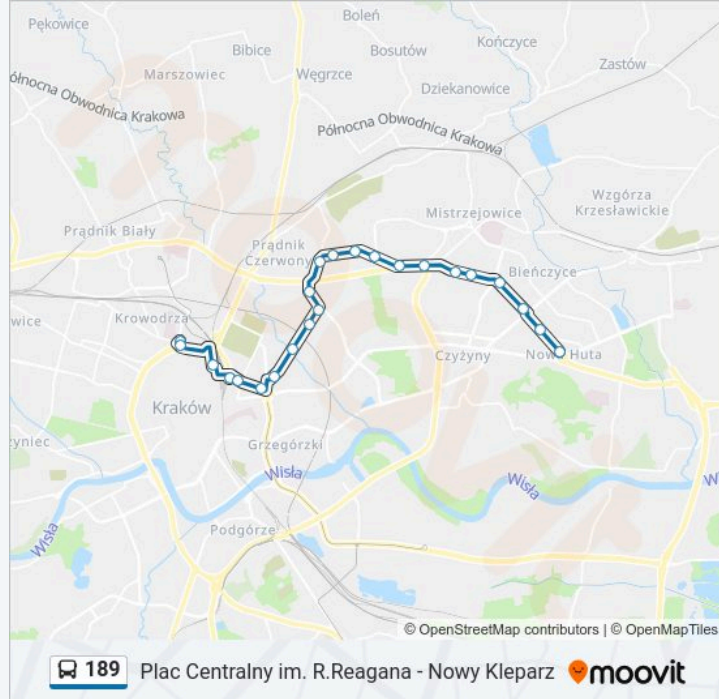 Pękowice
Boleń
Bibice
Bosutów
Kończyce
Marszowiec
Węgrzce
Zastów
Dziekanowice
ółnocna Obwodnica Krakowa
Północna Obwodnica Krakowa
Wzgórza
Krzesławickie
Mistrzejowice
Prądnik Biały
Prądnik
Czerwony
Bieńczyce
wice
Krowodrza
Czyżyny
Nowa Huta
Kraków
zyniec
Grzegórzki
Wisła
Wisła
W
Wisła
Podgórze
© OpenStreetMap contributors | © OpenMapTiles
189 Plac Centralny im. R.Reagana - Nowy Kleparz moovit